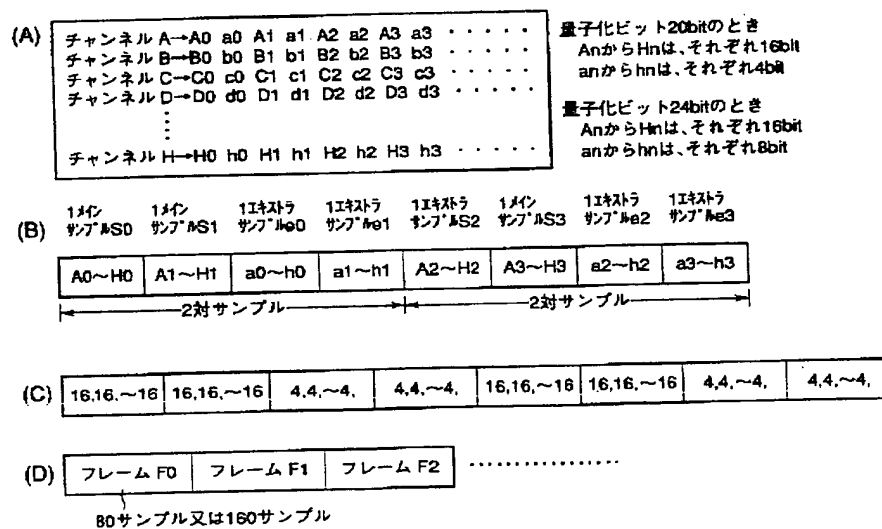 (A)
チャンネル A→A0 a0 A1 a1 A2 a2 A3 a3 ・・・・・
チャンネル B→B0 b0 B1 b1 B2 b2 B3 b3 ・・・・・
チャンネル C→C0 c0 C1 c1 C2 c2 C3 c3 ・・・・・
チャンネル D→D0 d0 D1 d1 D2 d2 D3 d3 ・・・・・
チャンネル H→H0 h0 H1 h1 H2 h2 H3 h3 ・・・・・
量子化ビット20bitのとき
AnからHnは、それぞれ16bit
anからhnは、それぞれ4bit
量子化ビット24bitのとき
AnからHnは、それぞれ16bit
anからhnは、それぞれ8bit
(B)
1メイン サンプルS0
1メイン サンプルS1
1エキストラ サンプルe0
1エキストラ サンプルe1
1エキストラ サンプルS2
1メイン サンプルS3
1エキストラ サンプルe2
1エキストラ サンプルe3
A0〜H0 A1〜H1 a0〜h0 a1〜h1 A2〜H2 A3〜H3 a2〜h2 a3〜h3
2対サンプル 2対サンプル
(C) 16,16,〜16 16,16,〜16 4,4,〜4, 4,4,〜4, 16,16,〜16 16,16,〜16 4,4,〜4, 4,4,〜4,
(D) フレーム F0 フレーム F1 フレーム F2 ・・・・・・・・・・・・・・
80サンプル又は160サンプル